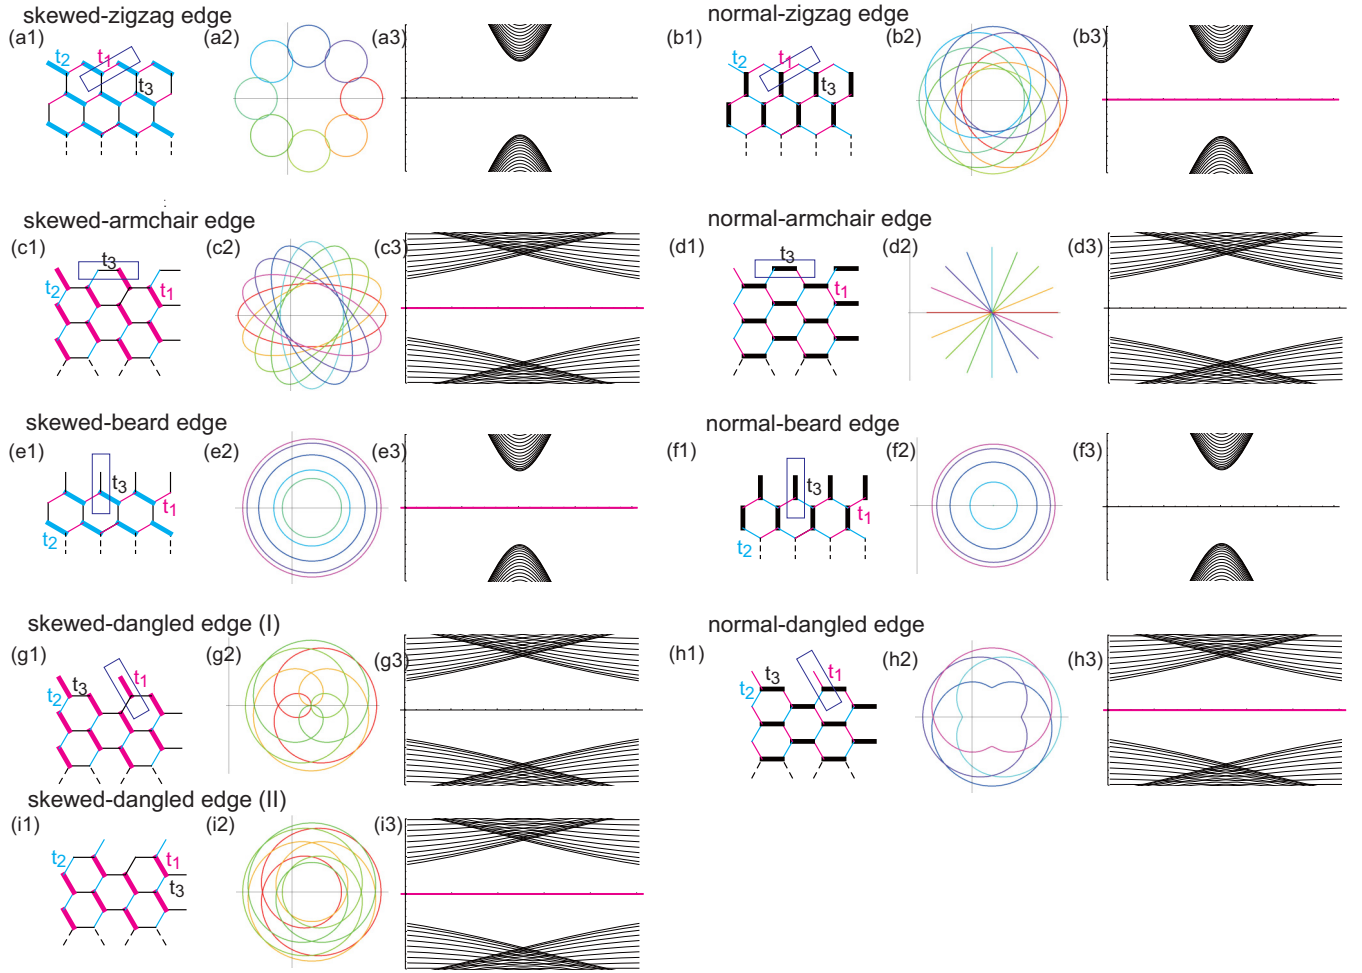 skewed-zigzag edge
normal-zigzag edge
(a1)
t2
t1
t3
(a2)
(a3)
(b1)
t2
t1
t3
(b2)
(b3)
skewed-armchair edge
normal-armchair edge
(c1)
t3
t2
t1
(c2)
(c3)
(d1)
t3
t2
t1
(d2)
(d3)
skewed-beard edge
normal-beard edge
(e1)
t3
t1
t2
(e2)
(e3)
(f1)
t3
t1
t2
(f2)
(f3)
skewed-dangled edge (I)
normal-dangled edge
(g1)
t3
t1
t2
(g2)
(g3)
(h1)
t3
t1
t2
(h2)
(h3)
skewed-dangled edge (II)
(i1)
t2
t1
t3
(i2)
(i3)